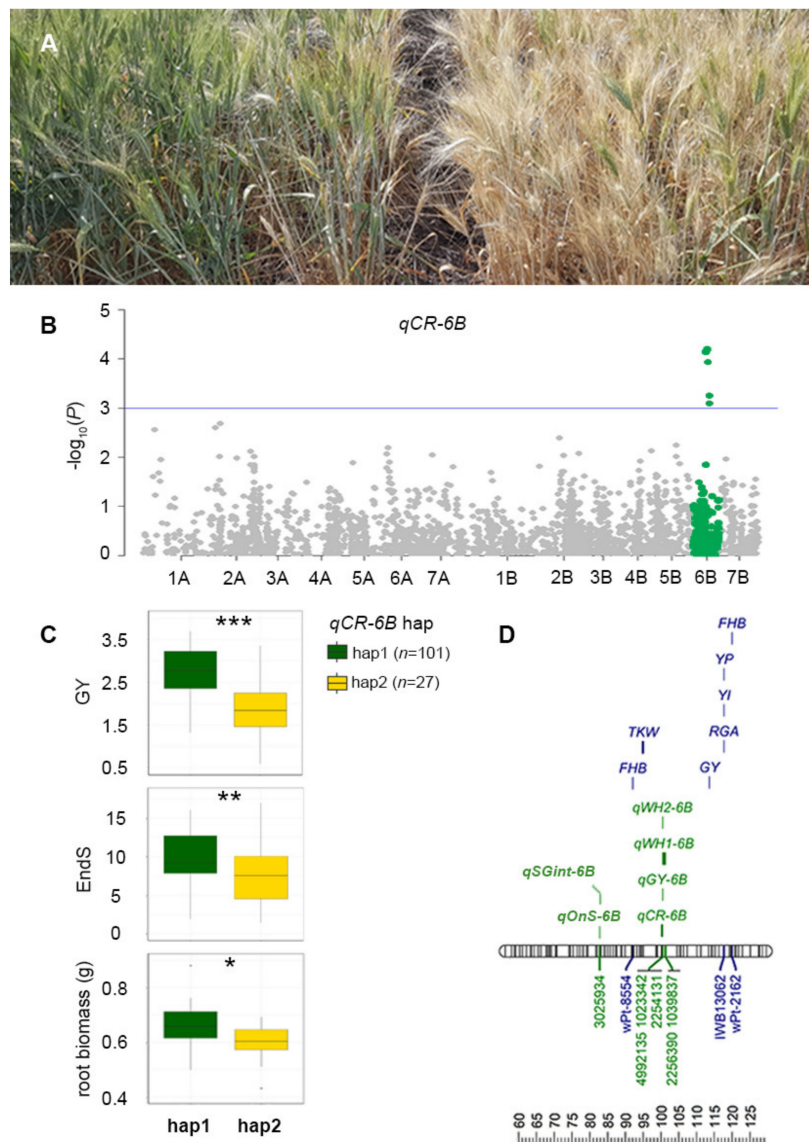 A
B
qCR-6B
5
4
3
2
1
0
-log10(P)
1A 2A 3A 4A 5A 6A 7A 1B 2B 3B 4B 5B 6B 7B
C
***
GY
3.5
2.5
1.5
0.5
qCR-6B hap
hap1 (n=101)
hap2 (n=27)
**
EndS
15
10
5
0
*
root biomass (g)
0.8
0.6
0.4
hap1 hap2
D
FHB
YP
YI
TKW RGA
FHB GY
qWH2-6B
qWH1-6B
qSGint-6B qGY-6B
qOnS-6B qCR-6B
3025934
wPt-8554
4992135 1023342
2254131
2256390 1039837
IWB13062
wPt-2162
60 65 70 75 80 85 90 95 100 105 110 115 120 125